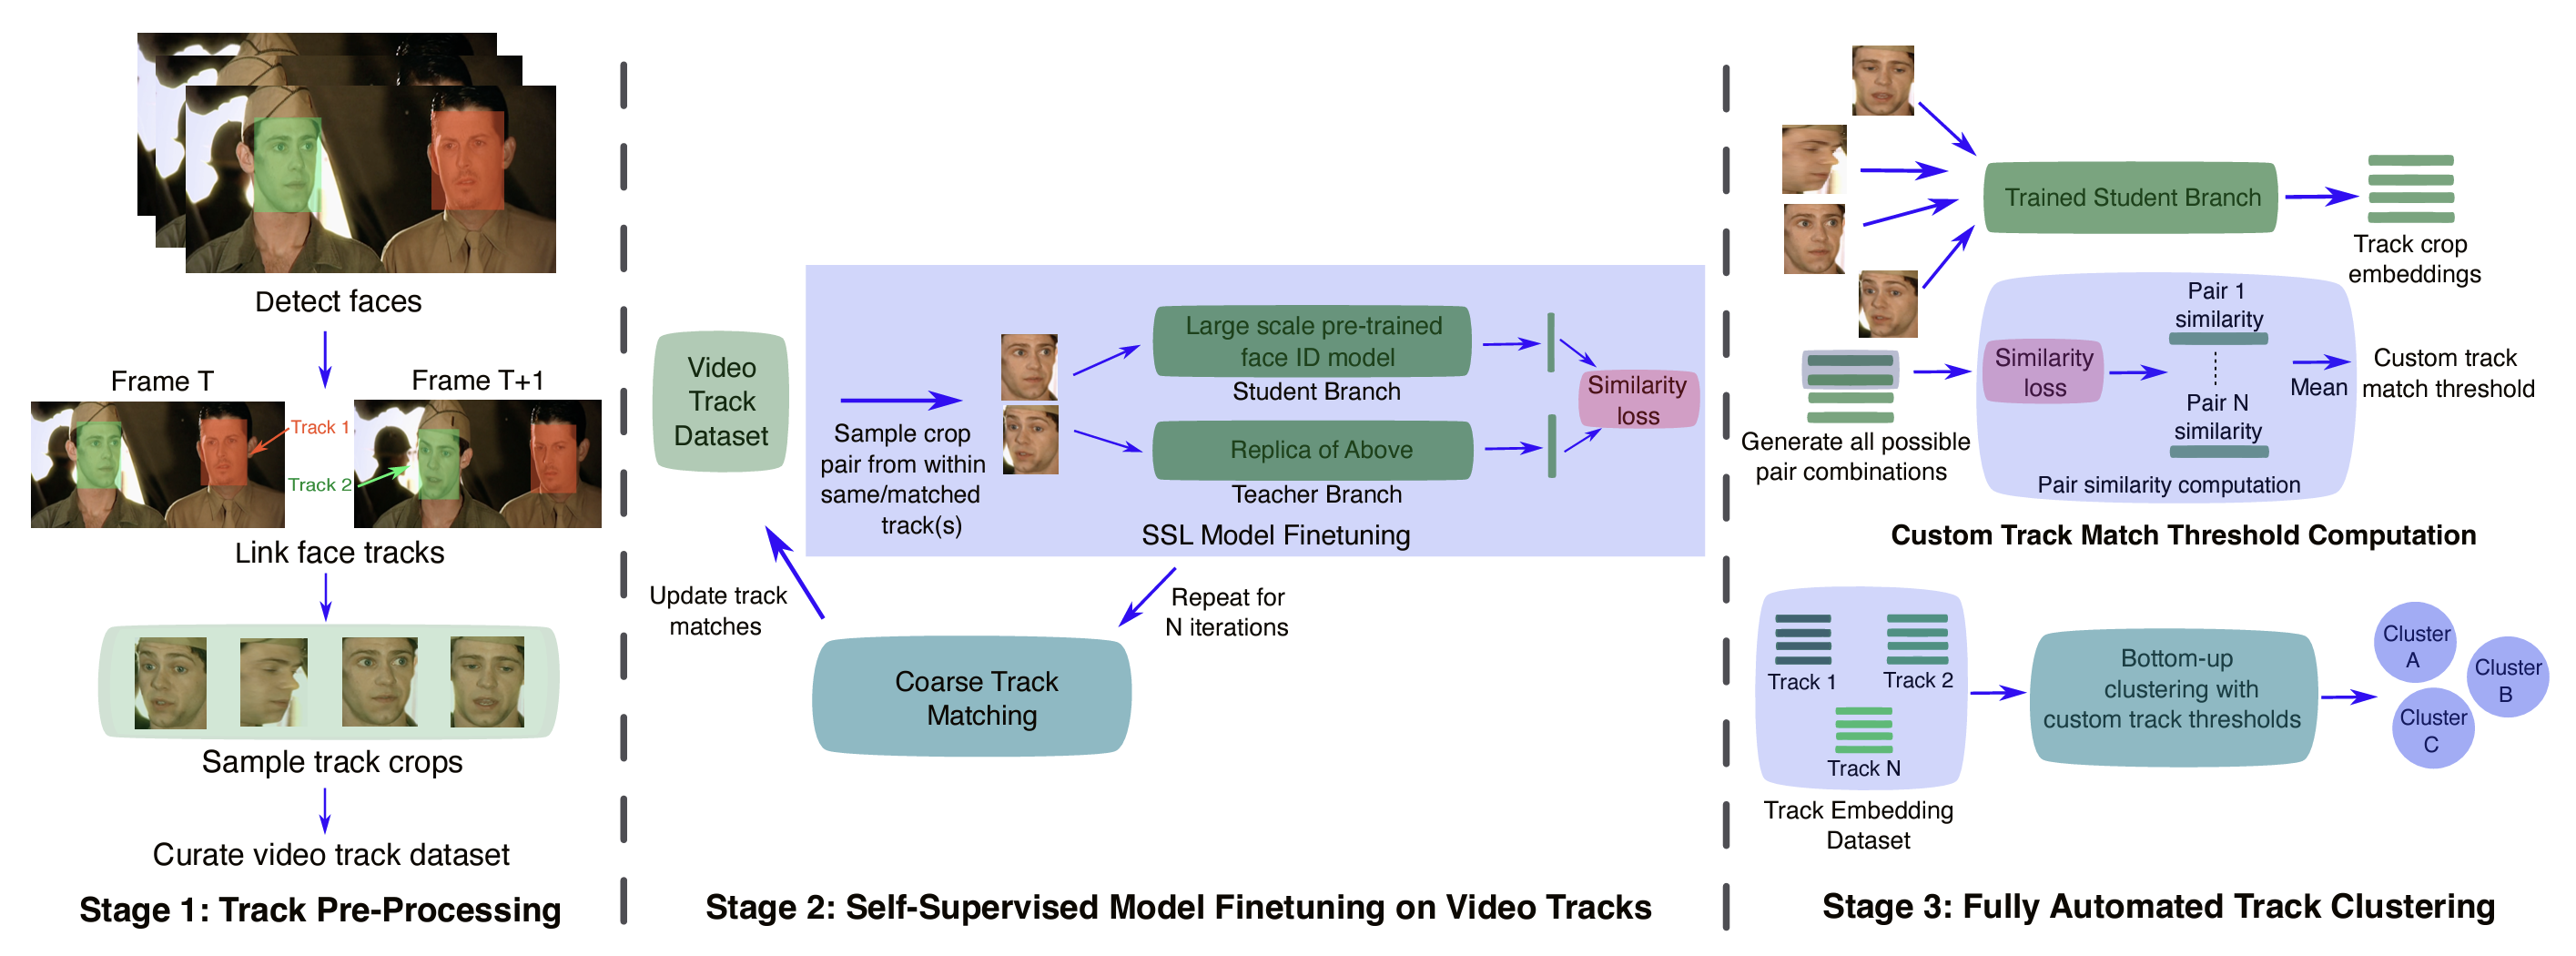 Detect faces
Frame T
Frame T+1
Track 1
Track 2
Link face tracks
Sample track crops
Curate video track dataset
Stage 1: Track Pre-Processing
Video
Track
Dataset
Sample crop
pair from within
same/matched
track(s)
Large scale pre-trained
face ID model
Student Branch
Replica of Above
Teacher Branch
Similarity
loss
SSL Model Finetuning
Update track
matches
Repeat for
N iterations
Coarse Track
Matching
Stage 2: Self-Supervised Model Finetuning on Video Tracks
Trained Student Branch
Track crop
embeddings
Generate all possible
pair combinations
Similarity
loss
Pair 1
similarity
Pair N
similarity
Pair similarity computation
Mean
Custom track
match threshold
Custom Track Match Threshold Computation
Track 1
Track 2
Track N
Track Embedding
Dataset
Bottom-up
clustering with
custom track thresholds
Cluster
A
Cluster
B
Cluster
C
Stage 3: Fully Automated Track Clustering